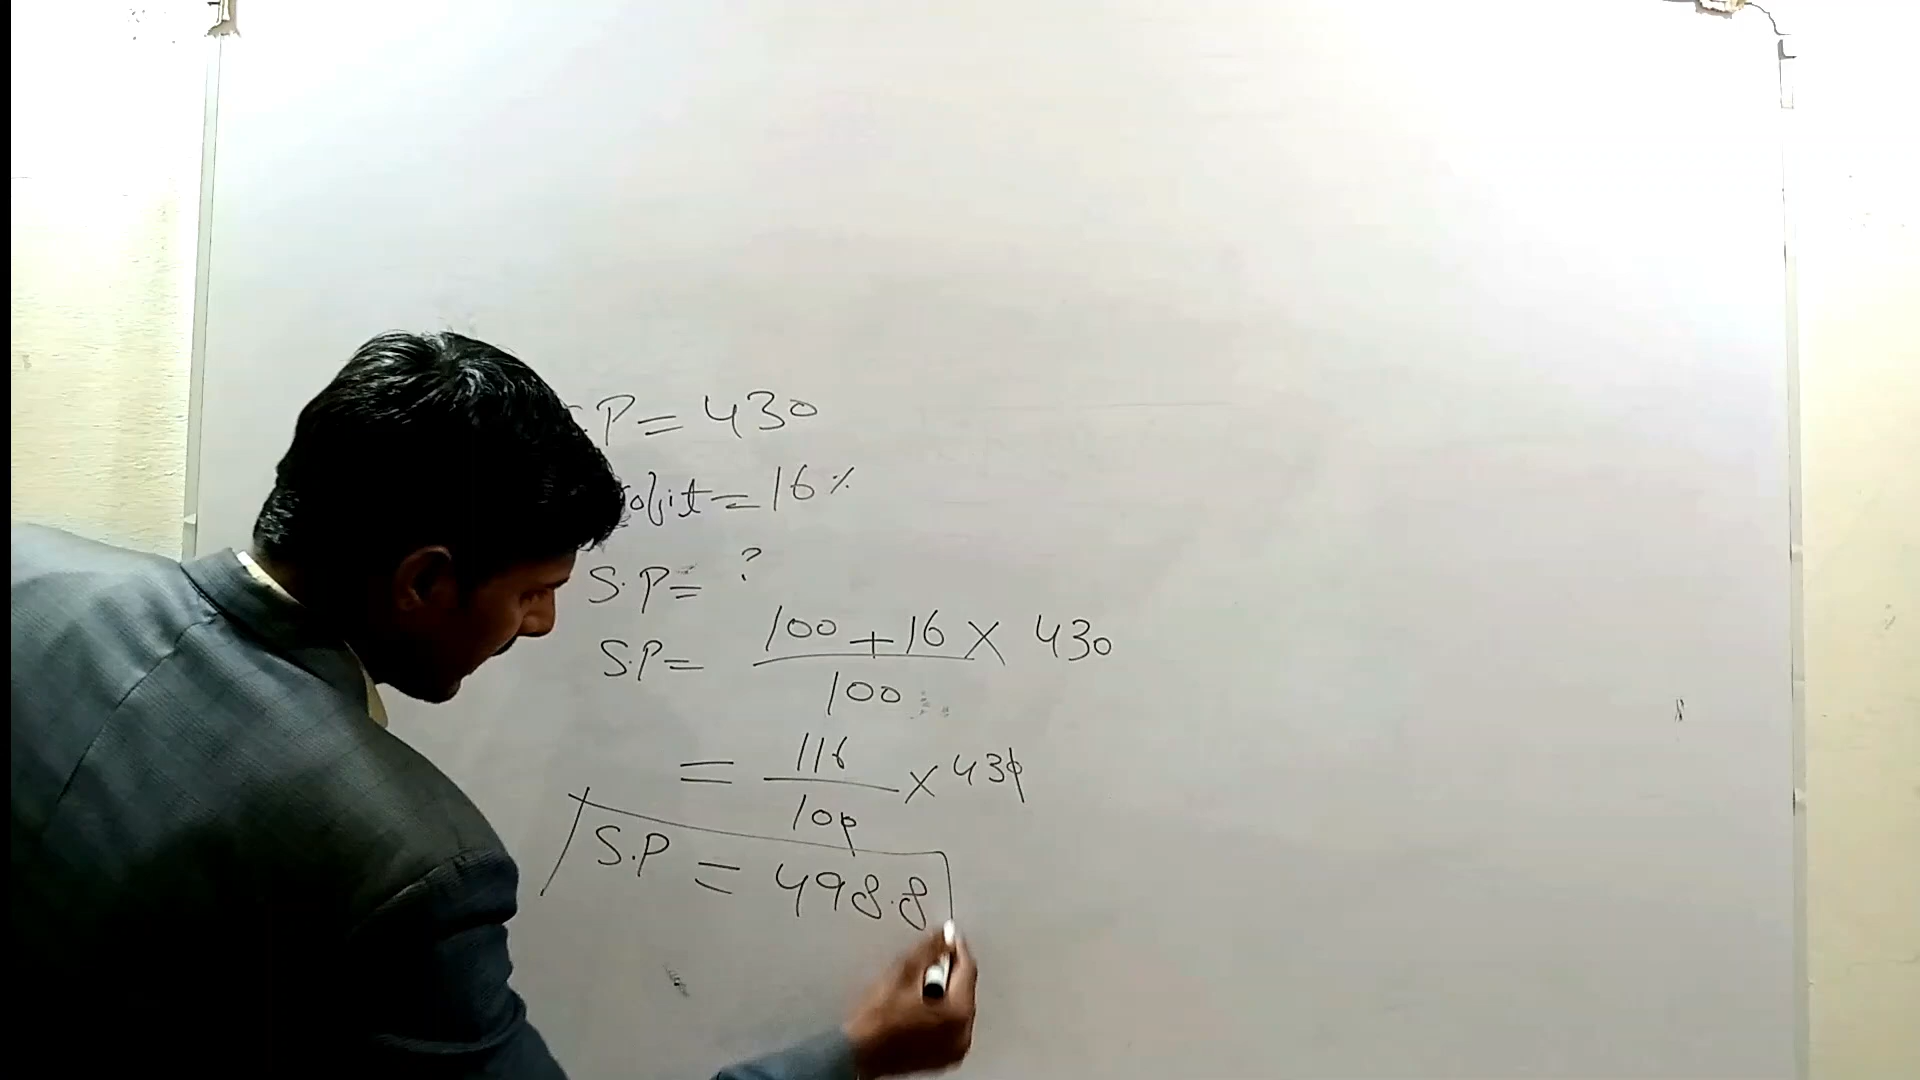 .P = 430
ofit = 16%
S.P = ?
S.P = 100 + 16 / 100 × 430
= 116 / 100 × 430
S.P = 498.8